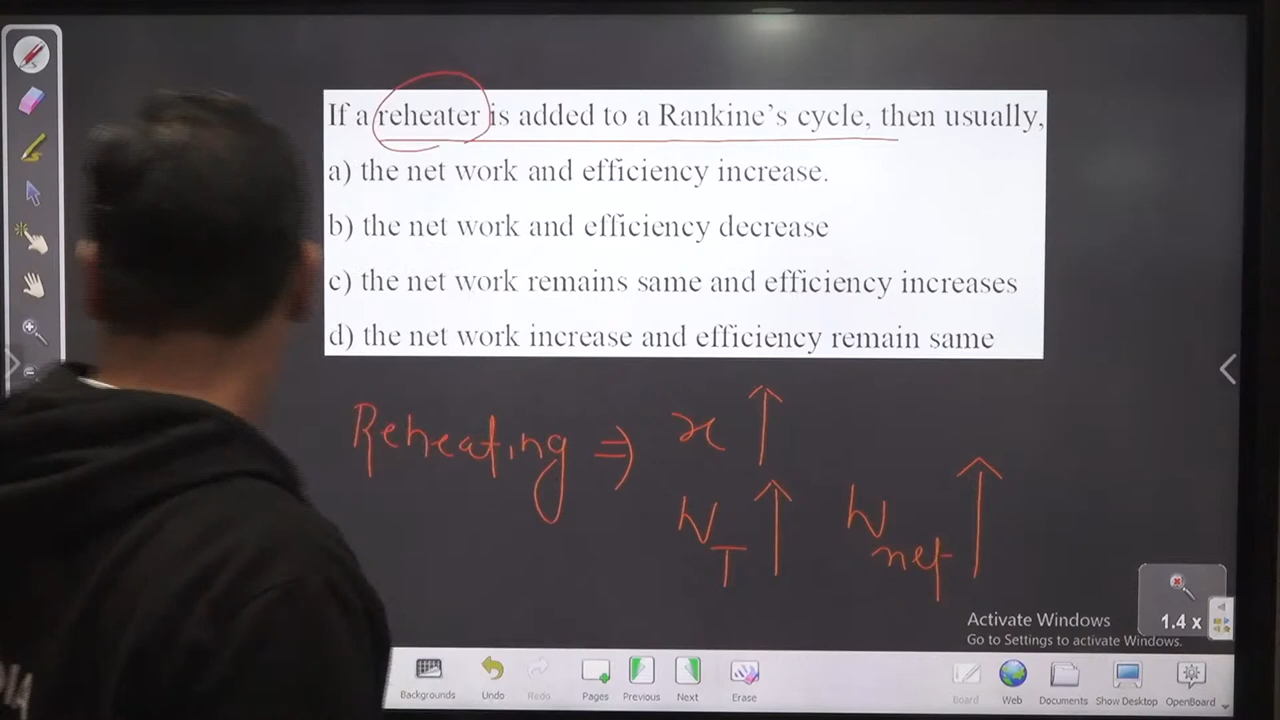 If a reheater is added to a Rankine's cycle, then usually,
a) the net work and efficiency increase.
b) the net work and efficiency decrease
c) the net work remains same and efficiency increases
d) the net work increase and efficiency remain same
Reheating ⇒ x ↑
W_T ↑ W_net ↑
Activate Windows
Go to Settings to activate Windows.
1.4 x
Backgrounds Undo Redo Pages Previous Next Erase Board Web Documents Show Desktop OpenBoard